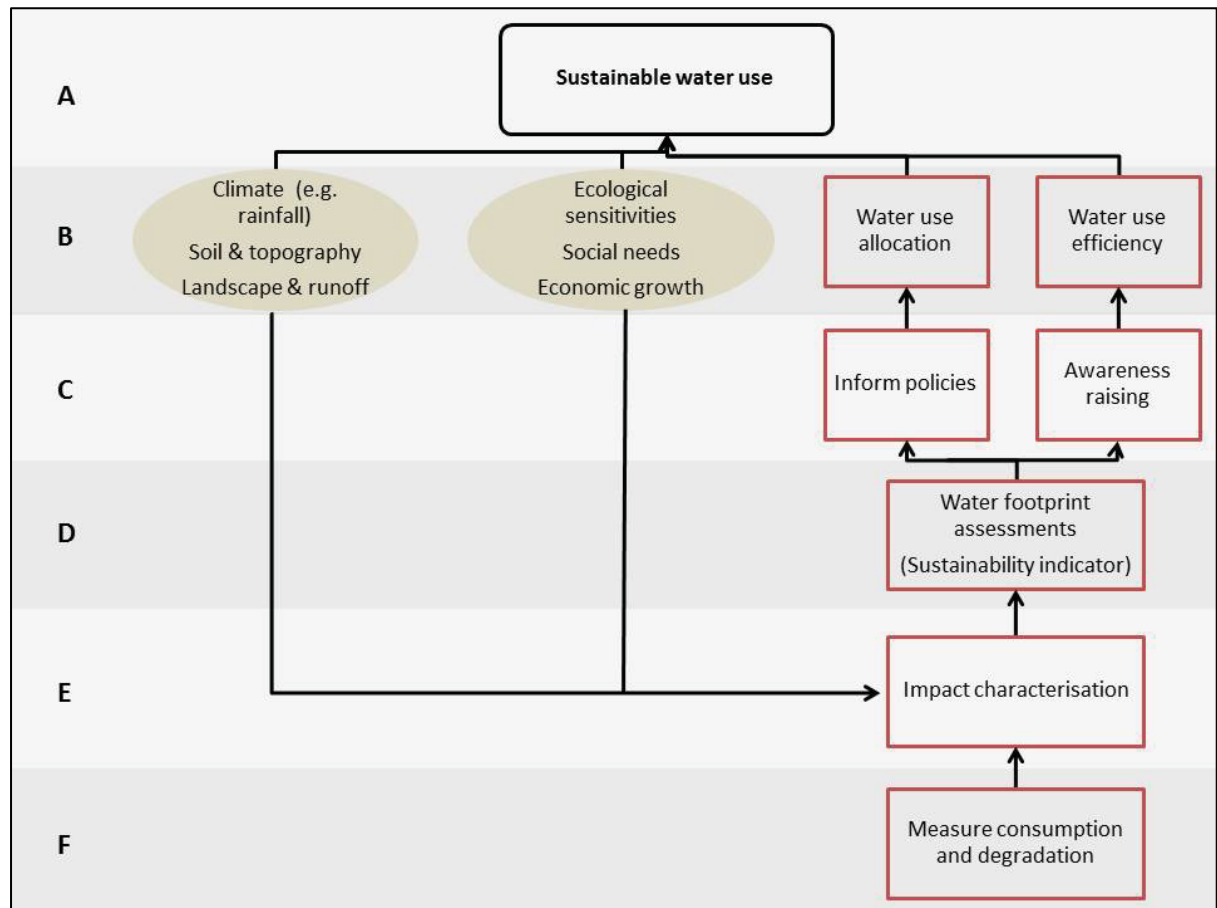 A
Sustainable water use
B
Climate (e.g.
rainfall)
Soil & topography
Landscape & runoff
Ecological
sensitivities
Social needs
Economic growth
Water use
allocation
Water use
efficiency
C
Inform policies
Awareness
raising
D
Water footprint
assessments
(Sustainability indicator)
E
Impact characterisation
F
Measure consumption
and degradation